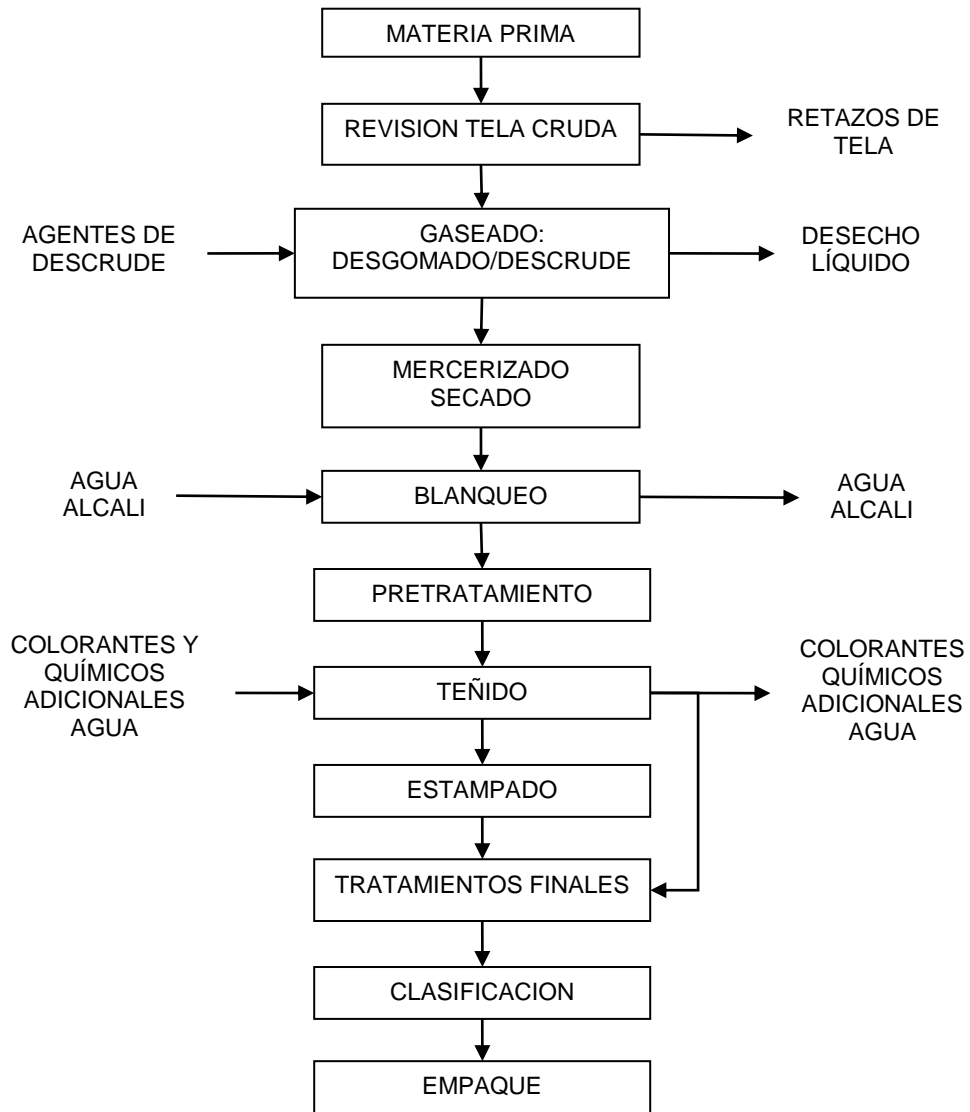 MATERIA PRIMA
REVISION TELA CRUDA
RETAZOS DE
TELA
AGENTES DE
DESCRUDE
GASEADO:
DESGOMADO/DESCRUDE
DESECHO
LÍQUIDO
MERCERIZADO
SECADO
AGUA
ALCALI
BLANQUEO
AGUA
ALCALI
PRETRATAMIENTO
COLORANTES Y
QUÍMICOS
ADICIONALES
AGUA
TEÑIDO
COLORANTES
QUÍMICOS
ADICIONALES
AGUA
ESTAMPADO
TRATAMIENTOS FINALES
CLASIFICACION
EMPAQUE